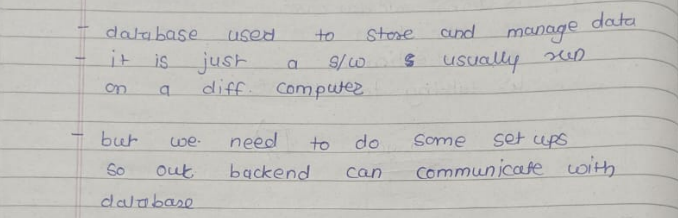 - database used to store and manage data
- it is just a s/w & usually run
on a diff. computer
- but we need to do some set ups
so our backend can communicate with
database